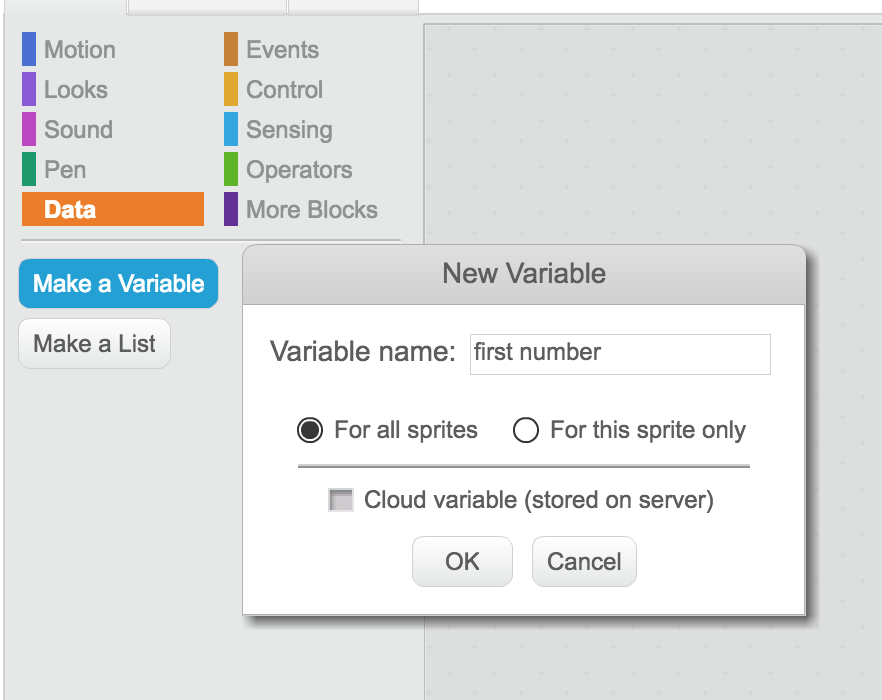 Motion
Events
Looks
Control
Sound
Sensing
Pen
Operators
Data
More Blocks
Make a Variable
Make a List
New Variable
Variable name: first number
For all sprites
For this sprite only
Cloud variable (stored on server)
OK
Cancel